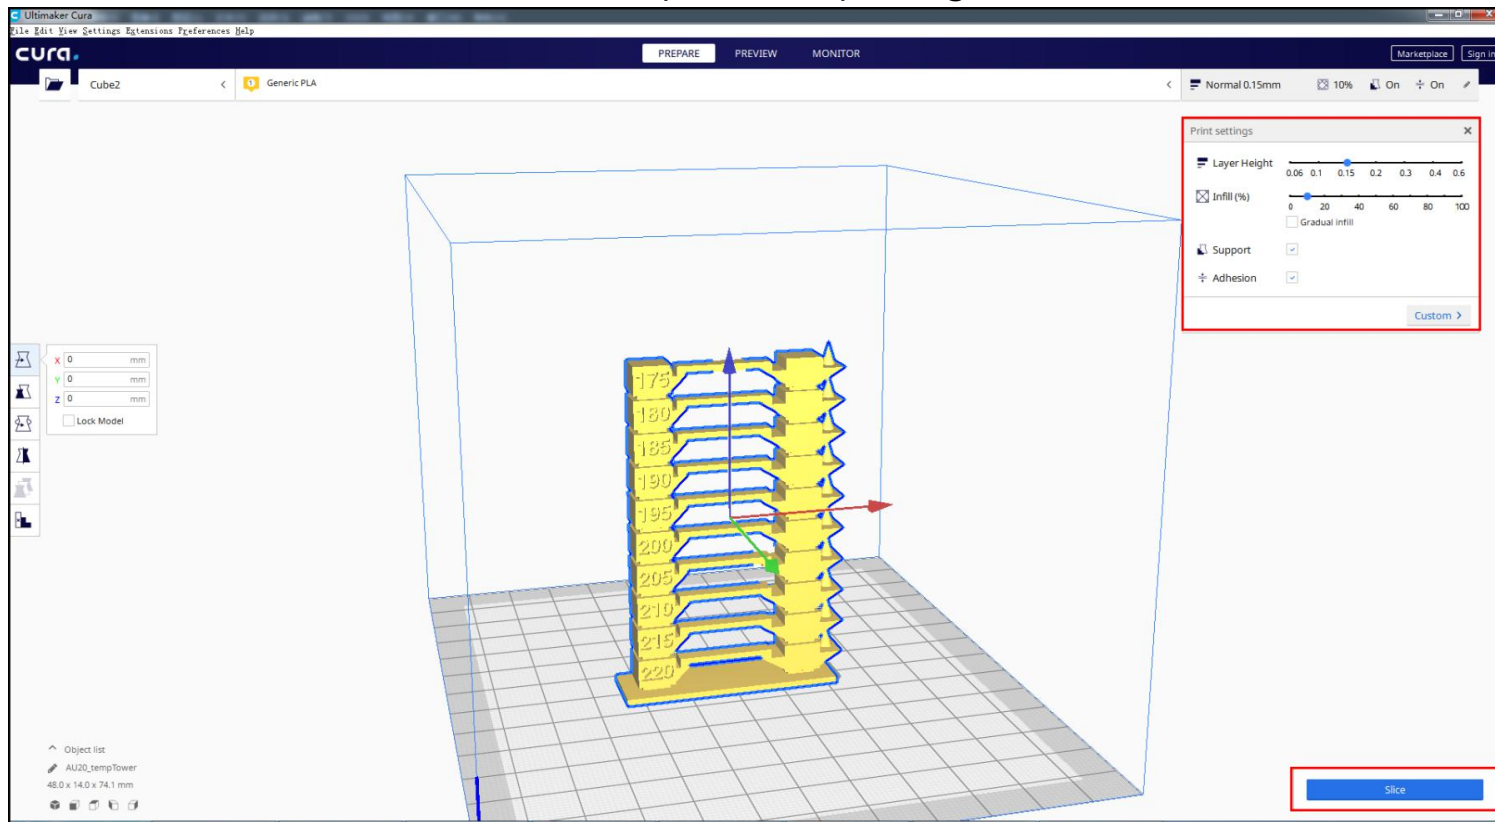 Ultimaker Cura
File Edit View Settings Extensions Preferences Help
cura.
PREPARE PREVIEW MONITOR
Marketplace Sign in
Cube2
1 Generic PLA
Normal 0.15mm 10% On On
Print settings
Layer Height
0.06 0.1 0.15 0.2 0.3 0.4 0.6
Infill (%)
0 20 40 60 80 100
Gradual infill
Support
Adhesion
Custom
X 0 mm
Y 0 mm
Z 0 mm
Lock Model
175
180
185
190
195
200
205
210
215
220
Object list
AU20_tempTower
48.0 x 14.0 x 74.1 mm
Slice